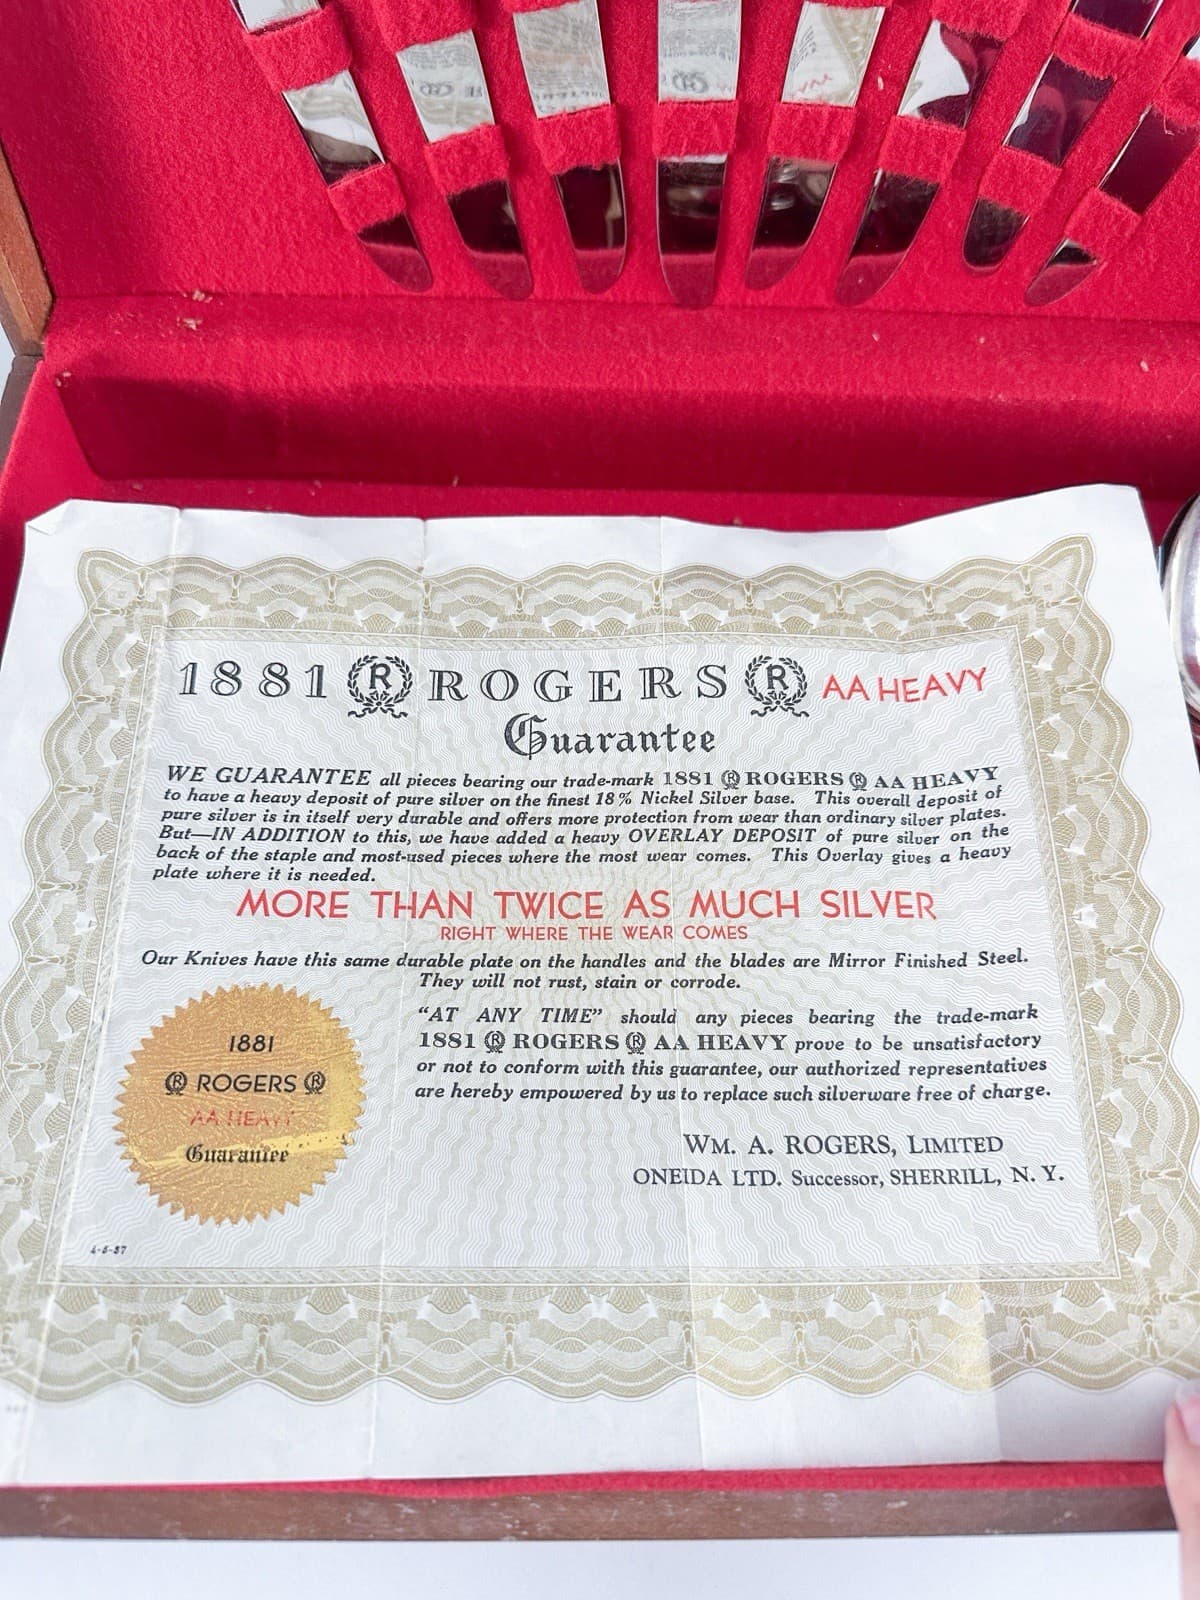 1881 Ⓡ ROGERS Ⓡ AA HEAVY
Guarantee
WE GUARANTEE all pieces bearing our trade-mark 1881 Ⓡ ROGERS Ⓡ AA HEAVY
to have a heavy deposit of pure silver on the finest 18% Nickel Silver base. This overall deposit of
pure silver is in itself very durable and offers more protection from wear than ordinary silver plates.
But—IN ADDITION to this, we have added a heavy OVERLAY DEPOSIT of pure silver on the
back of the staple and most-used pieces where the most wear comes. This Overlay gives a heavy
plate where it is needed.
MORE THAN TWICE AS MUCH SILVER
RIGHT WHERE THE WEAR COMES
Our Knives have this same durable plate on the handles and the blades are Mirror Finished Steel.
They will not rust, stain or corrode.
"AT ANY TIME" should any pieces bearing the trade-mark
1881 Ⓡ ROGERS Ⓡ AA HEAVY prove to be unsatisfactory
or not to conform with this guarantee, our authorized representatives
are hereby empowered by us to replace such silverware free of charge.
WM. A. ROGERS, LIMITED
ONEIDA LTD. Successor, SHERRILL, N. Y.
1881
Ⓡ ROGERS Ⓡ
AA HEAVY
Guarantee
4-5-37